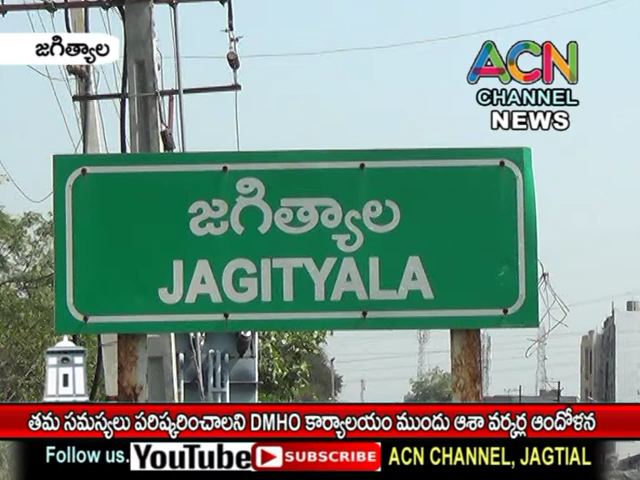 జగిత్యాల
ACN
CHANNEL
NEWS
జగిత్యాల
JAGITYALA
తమ సమస్యలు పరిష్కరించాలని DMHO కార్యాలయం ముందు ఆశా వర్కర్ల ఆందోళన
Follow us. YouTube SUBSCRIBE ACN CHANNEL, JAGTIAL